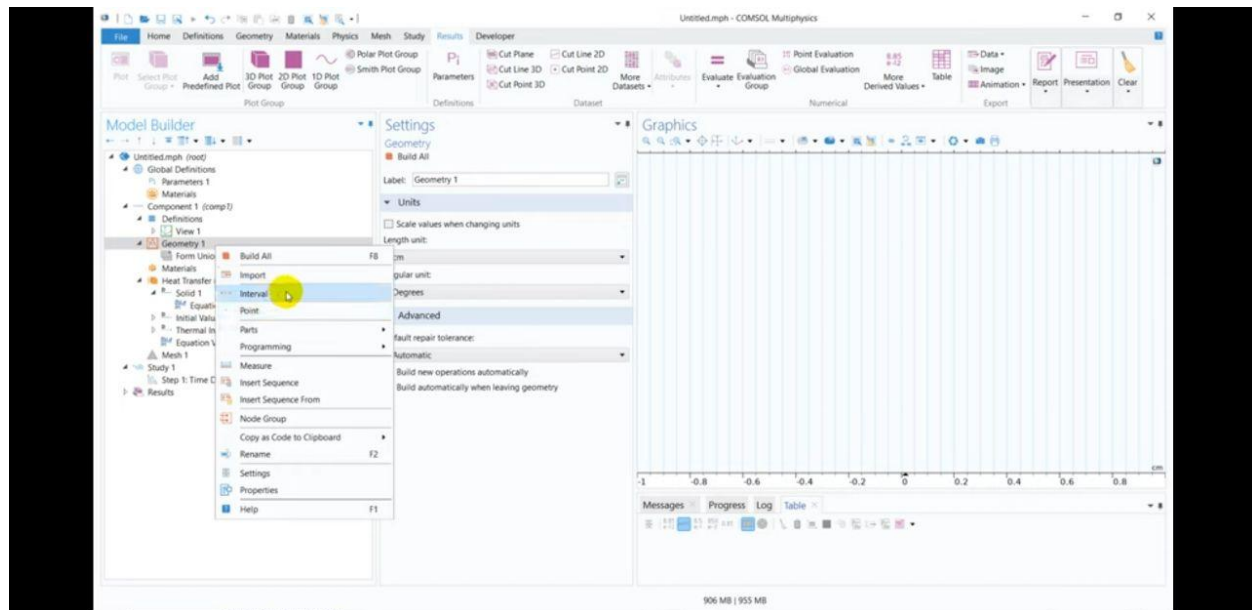 Untitled.mph - COMSOL Multiphysics
File Home Definitions Geometry Materials Physics Mesh Study Results Developer
Plot
Select Plot Group
Add Predefined Plot
3D Plot Group
2D Plot Group
1D Plot Group
Polar Plot Group
Smith Plot Group
Plot Group
Pi
Parameters
Definitions
Cut Plane
Cut Line 3D
Cut Point 3D
Cut Line 2D
Cut Point 2D
More Datasets
Dataset
Attributes
Evaluate
Evaluation Group
Point Evaluation
Global Evaluation
More Derived Values
Table
Numerical
Data
Image
Animation
Export
Report
Presentation
Clear
Model Builder
Untitled.mph (root)
Global Definitions
Parameters 1
Materials
Component 1 (comp1)
Definitions
View 1
Geometry 1
Form Unio
Materials
Heat Transfer
Solid 1
Equati
Initial Valu
Thermal In
Equation V
Mesh 1
Study 1
Step 1: Time D
Results
Build All F8
Import
Interval
Point
Parts
Programming
Measure
Insert Sequence
Insert Sequence From
Node Group
Copy as Code to Clipboard
Rename F2
Settings
Properties
Help F1
Settings
Geometry
Build All
Label: Geometry 1
Units
Scale values when changing units
Length unit:
cm
gular unit:
Degrees
Advanced
fault repair tolerance:
Automatic
Build new operations automatically
Build automatically when leaving geometry
Graphics
cm
-1 -0.8 -0.6 -0.4 -0.2 0 0.2 0.4 0.6 0.8
Messages Progress Log Table
906 MB | 955 MB